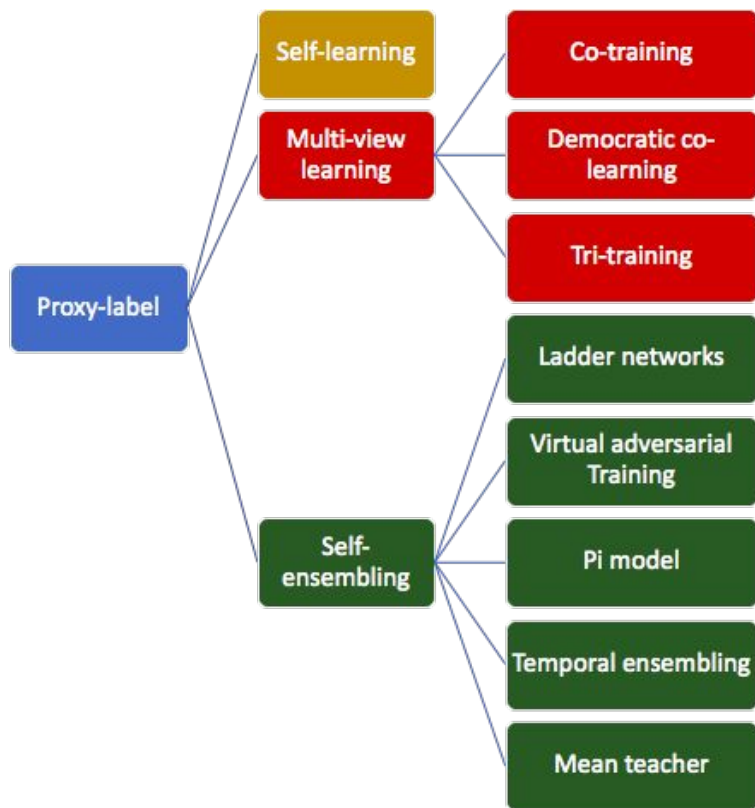 Proxy-label
Self-learning
Multi-view
learning
Co-training
Democratic co-
learning
Tri-training
Self-
ensembling
Ladder networks
Virtual adversarial
Training
Pi model
Temporal ensembling
Mean teacher